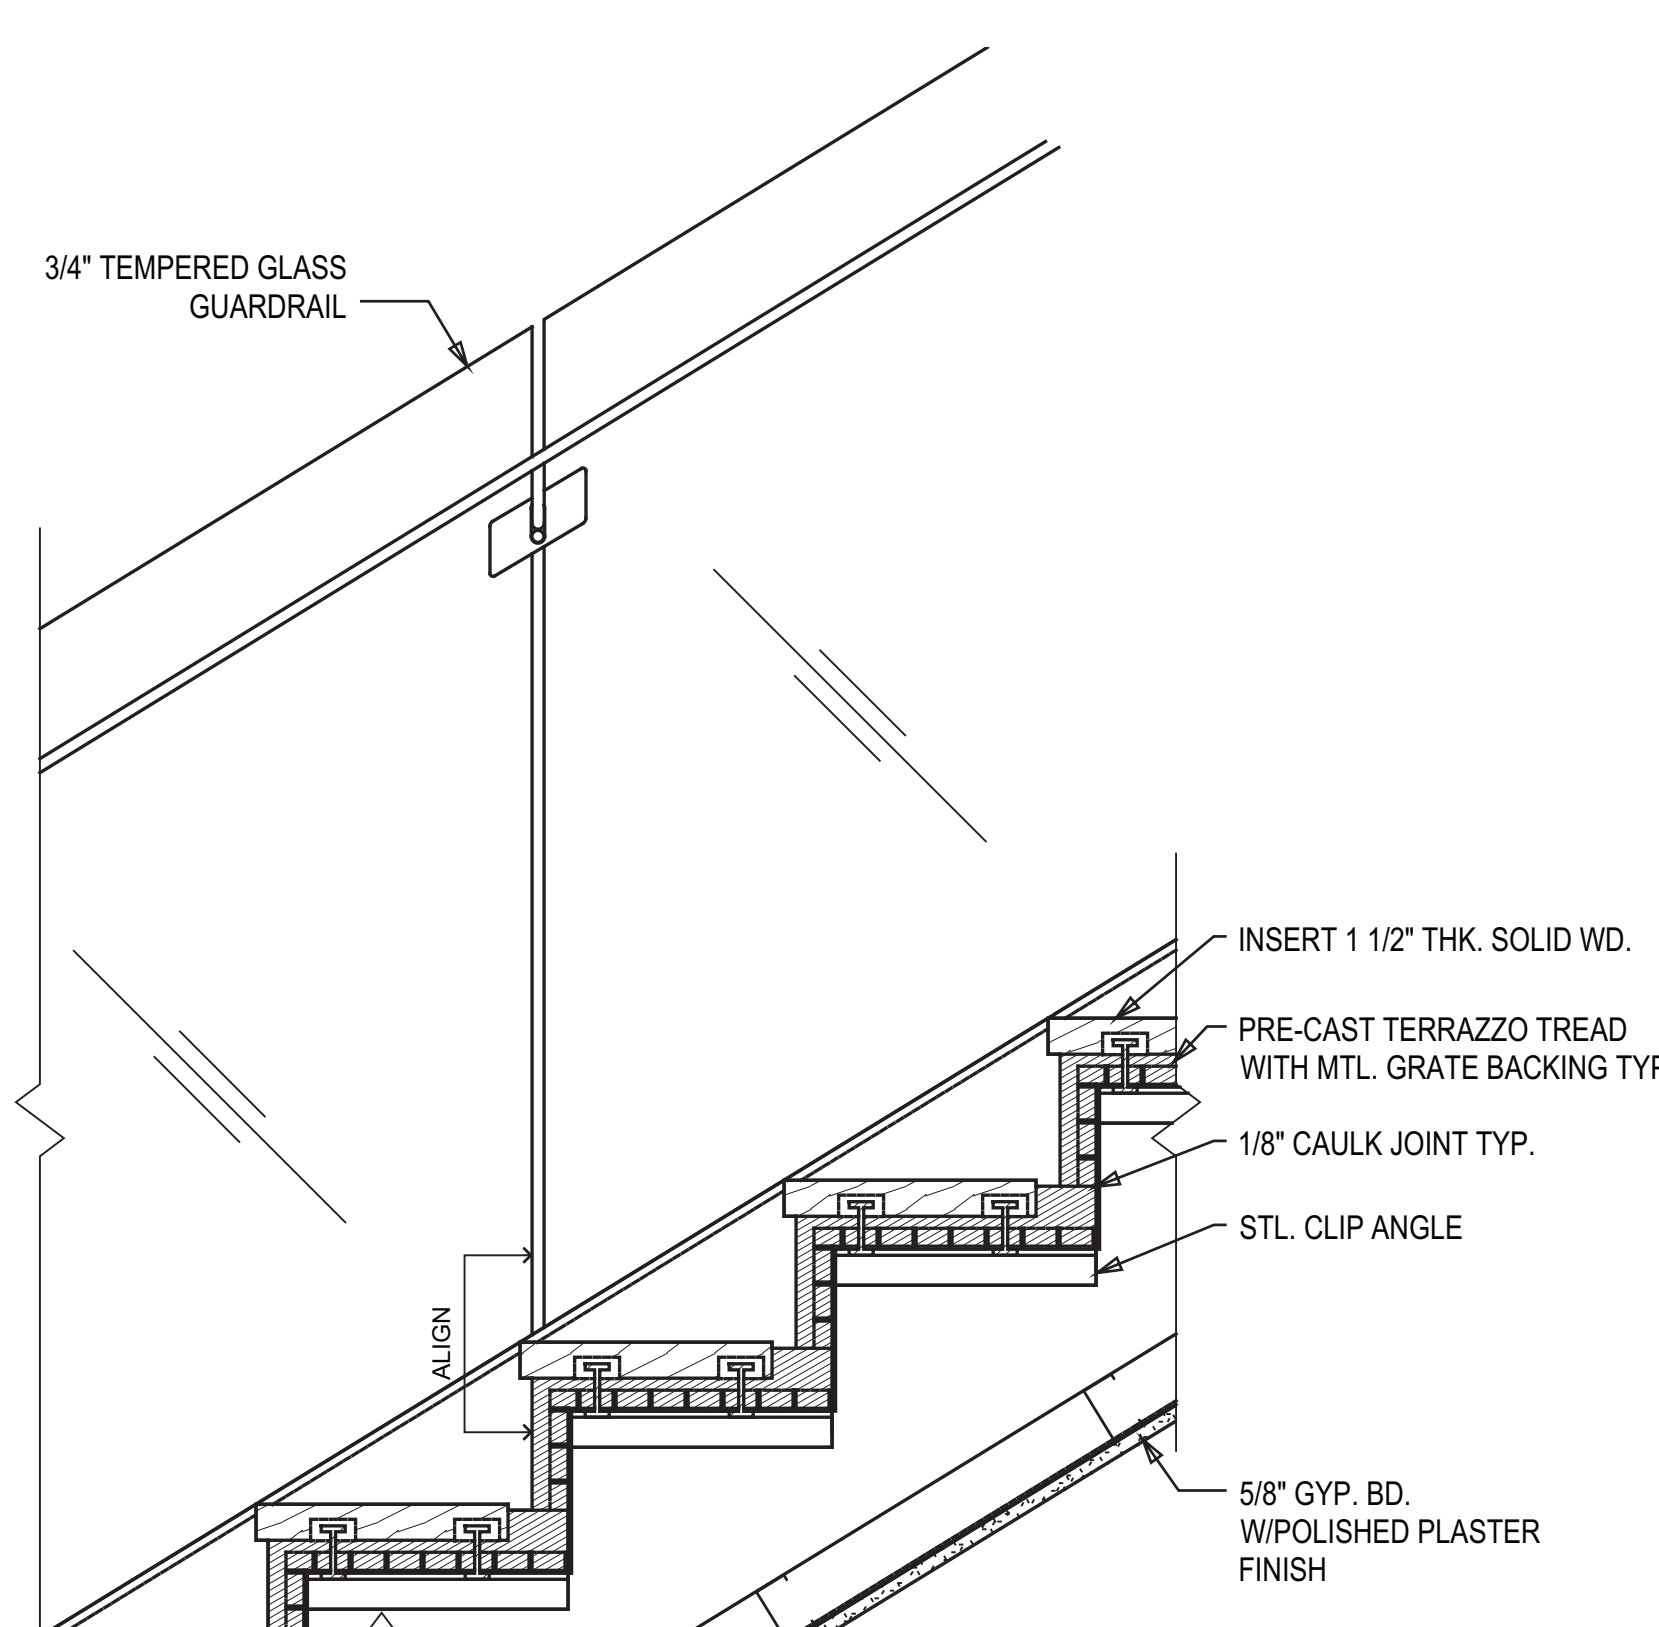 3/4" TEMPERED GLASS
GUARDRAIL
INSERT 1 1/2" THK. SOLID WD.
PRE-CAST TERRAZZO TREAD
WITH MTL. GRATE BACKING TYP
1/8" CAULK JOINT TYP.
STL. CLIP ANGLE
ALIGN
5/8" GYP. BD.
W/POLISHED PLASTER
FINISH